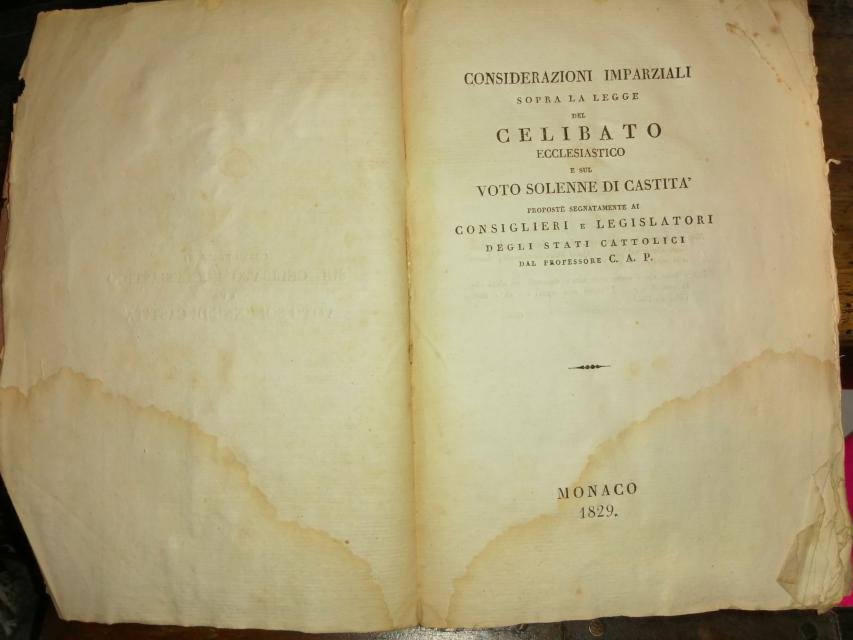 CONSIDERAZIONI IMPARZIALI
SOPRA LA LEGGE
DEL
CELIBATO
ECCLESIASTICO
E SUL
VOTO SOLENNE DI CASTITA'
PROPOSTE SEGNATAMENTE AI
CONSIGLIERI E LEGISLATORI
DEGLI STATI CATTOLICI
DAL PROFESSORE C. A. P.
MONACO
1829.